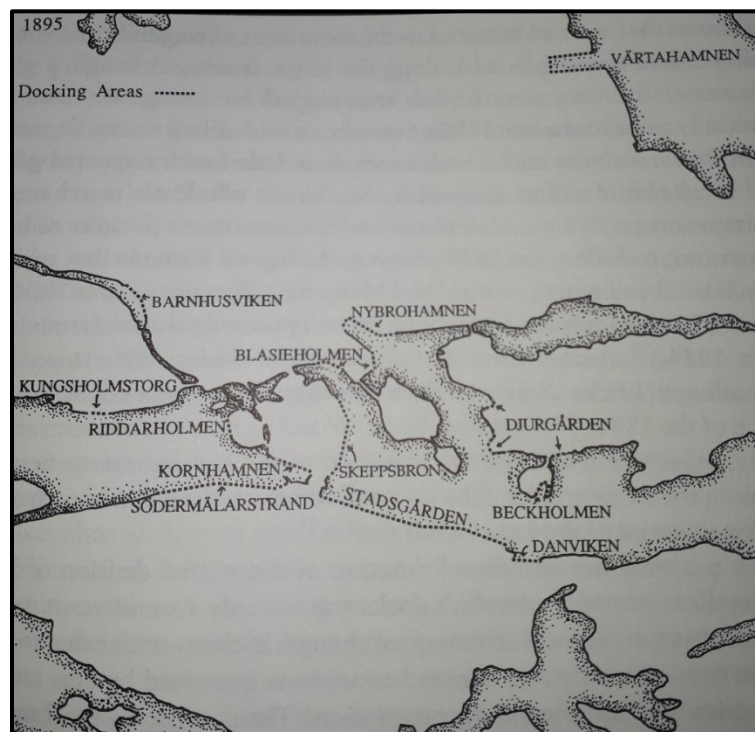 1895
VÄRTAHAMNEN
Docking Areas
BARNHUSVIKEN
NYBROHAMNEN
BLASIEHOLMEN
KUNGSHOLMSTORG
RIDDARHOLMEN
DJURGÅRDEN
KORNHAMNEN
SKEPPSBRON
SÖDERMÄLARSTRAND
STADSGÅRDEN
BECKHOLMEN
DANVIKEN